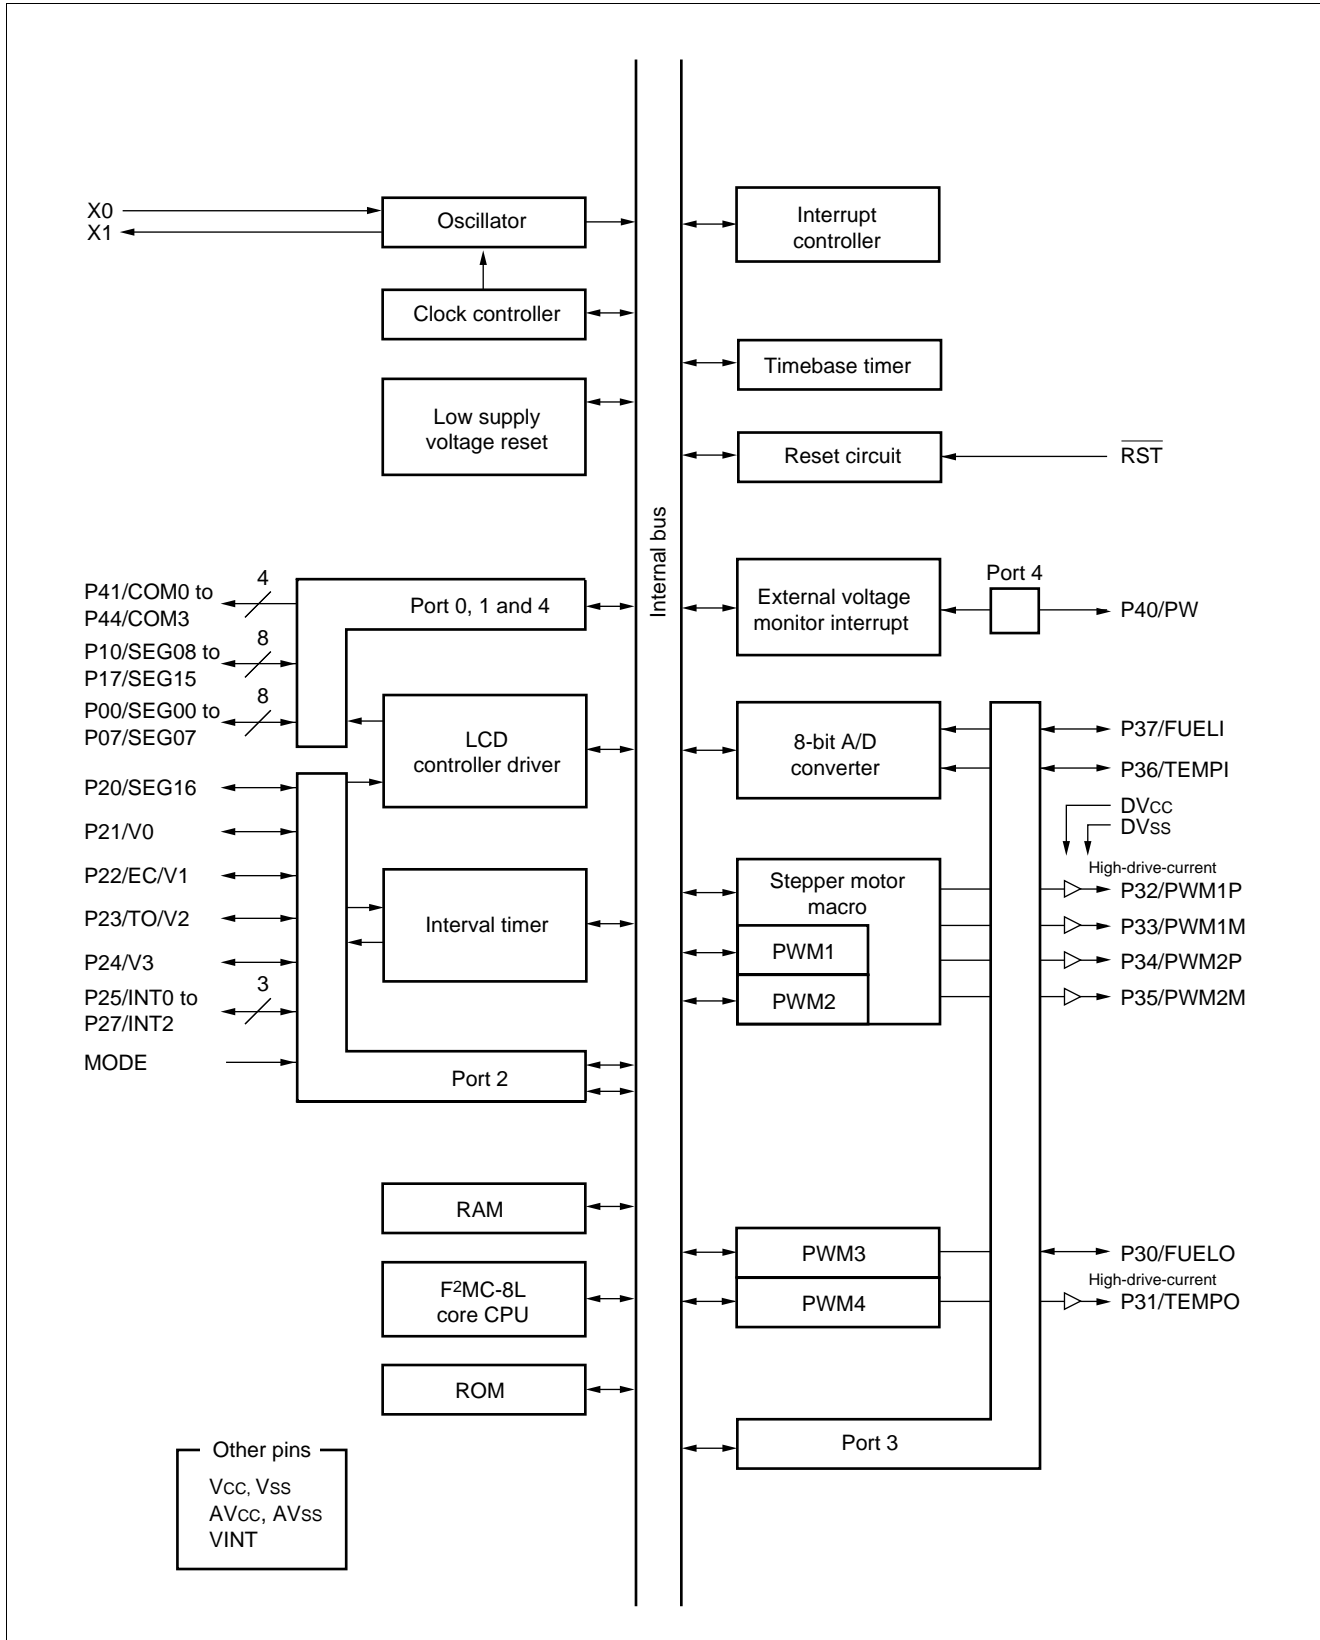 X0
X1
Oscillator
Clock controller
Low supply
voltage reset
P41/COM0 to
P44/COM3
4
P10/SEG08 to
P17/SEG15
8
P00/SEG00 to
P07/SEG07
8
Port 0, 1 and 4
LCD
controller driver
P20/SEG16
P21/V0
P22/EC/V1
P23/TO/V2
P24/V3
P25/INT0 to
P27/INT2
3
MODE
Interval timer
Port 2
RAM
F²MC-8L
core CPU
ROM
Other pins
VCC, VSS
AVCC, AVSS
VINT
Internal bus
Interrupt
controller
Timebase timer
Reset circuit
RST
External voltage
monitor interrupt
Port 4
P40/PW
8-bit A/D
converter
P37/FUELI
P36/TEMPI
DVCC
DVSS
High-drive-current
Stepper motor
macro
PWM1
PWM2
P32/PWM1P
P33/PWM1M
P34/PWM2P
P35/PWM2M
PWM3
PWM4
P30/FUELO
High-drive-current
P31/TEMPO
Port 3